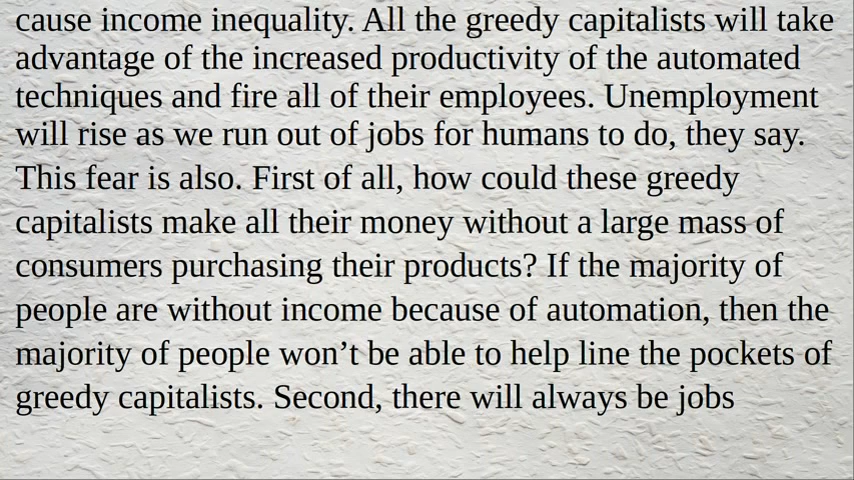 cause income inequality. All the greedy capitalists will take
advantage of the increased productivity of the automated
techniques and fire all of their employees. Unemployment
will rise as we run out of jobs for humans to do, they say.
This fear is also. First of all, how could these greedy
capitalists make all their money without a large mass of
consumers purchasing their products? If the majority of
people are without income because of automation, then the
majority of people won’t be able to help line the pockets of
greedy capitalists. Second, there will always be jobs